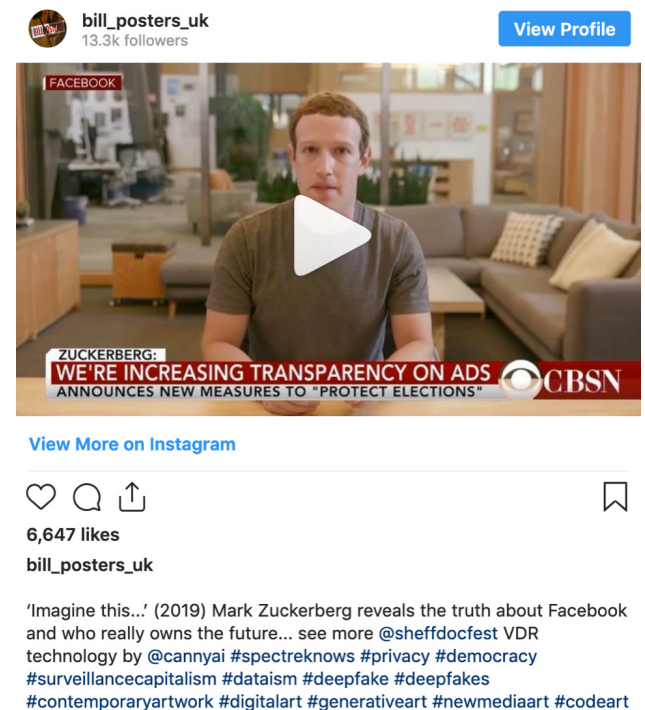 bill_posters_uk
13.3k followers
View Profile
FACEBOOK
ZUCKERBERG:
WE'RE INCREASING TRANSPARENCY ON ADS
ANNOUNCES NEW MEASURES TO "PROTECT ELECTIONS"
CBSN
View More on Instagram
6,647 likes
bill_posters_uk
‘Imagine this...’ (2019) Mark Zuckerberg reveals the truth about Facebook
and who really owns the future... see more @sheffdocfest VDR
technology by @cannyai #spectreknows #privacy #democracy
#surveillancecapitalism #dataism #deepfake #deepfakes
#contemporaryartwork #digitalart #generativeart #newmediaart #codeart